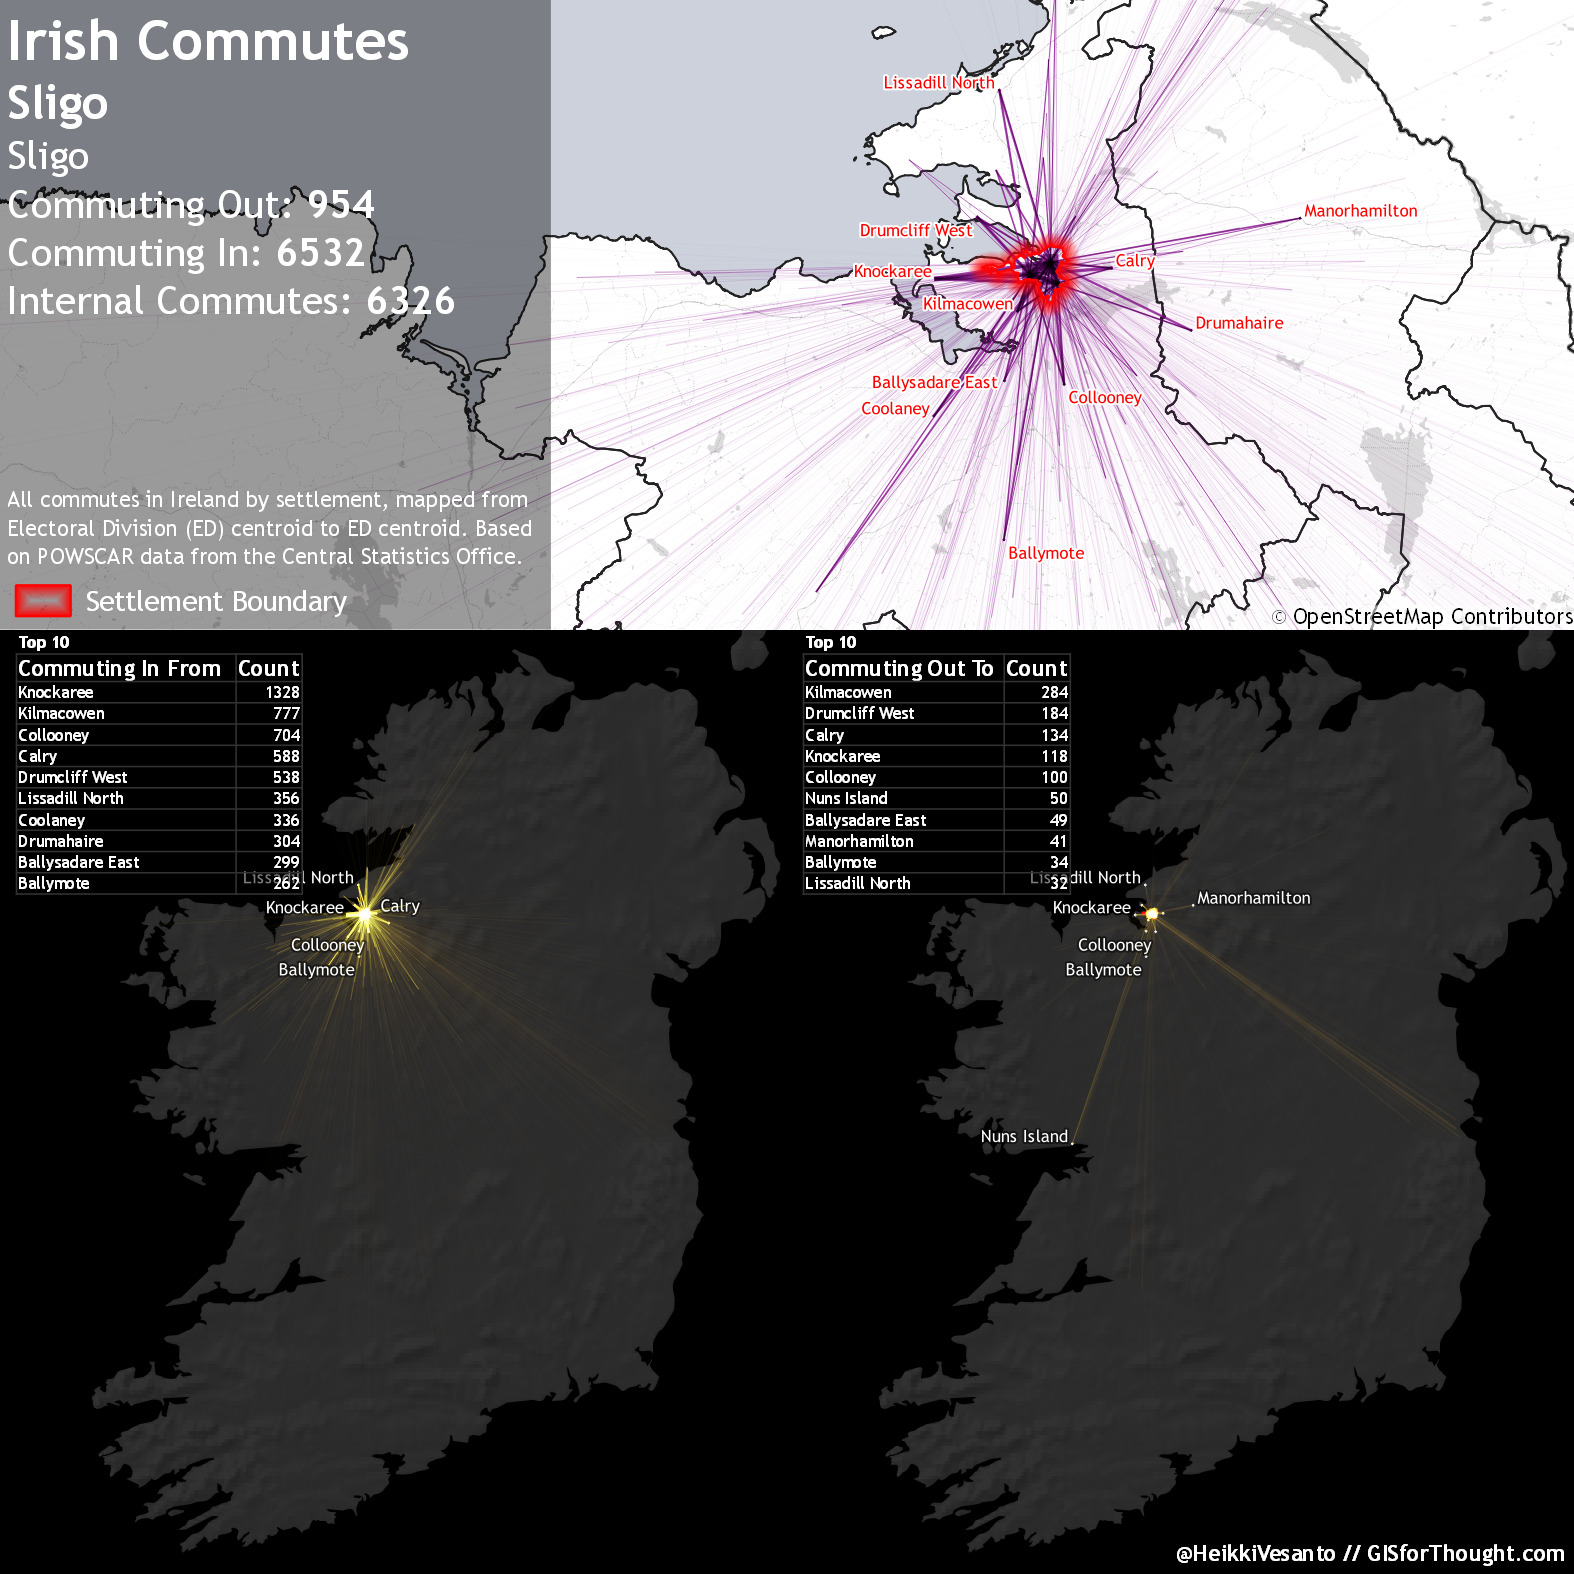 Irish Commutes
Sligo
Sligo
Commuting Out: 954
Commuting In: 6532
Internal Commutes: 6326
All commutes in Ireland by settlement, mapped from
Electoral Division (ED) centroid to ED centroid. Based
on POWSCAR data from the Central Statistics Office.
Settlement Boundary
Lissadill North
Manorhamilton
Drumcliff West
Calry
Knockaree
Kilmacowen
Drumahaire
Ballysadare East
Collooney
Coolaney
Ballymote
© OpenStreetMap Contributors
Top 10
Commuting In From Count
Knockaree 1328
Kilmacowen 777
Collooney 704
Calry 588
Drumcliff West 538
Lissadill North 356
Coolaney 336
Drumahaire 304
Ballysadare East 299
Ballymote 262
Lissadill North
Knockaree
Calry
Collooney
Ballymote
Top 10
Commuting Out To Count
Kilmacowen 284
Drumcliff West 184
Calry 134
Knockaree 118
Collooney 100
Nuns Island 50
Ballysadare East 49
Manorhamilton 41
Ballymote 34
Lissadill North 32
Lissadill North
Manorhamilton
Knockaree
Collooney
Ballymote
Nuns Island
@HeikkiVesanto // GISforThought.com